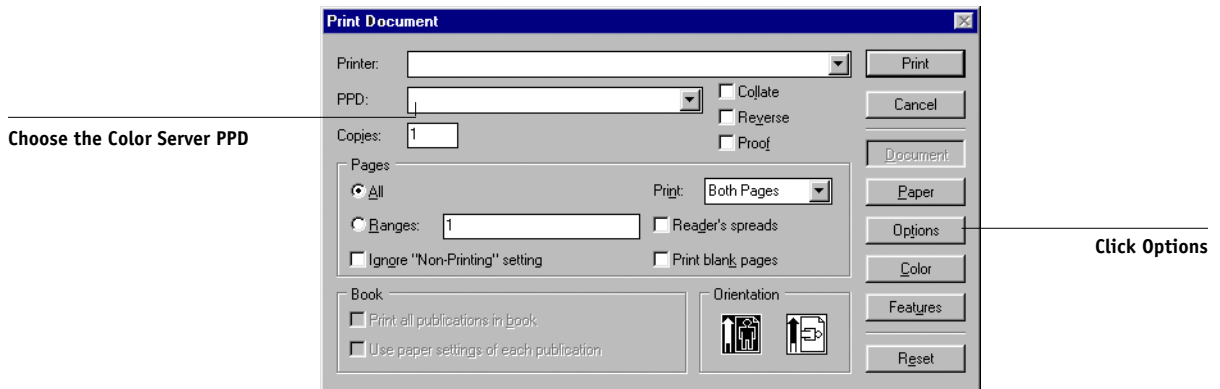 Print Document
Printer:
Print
PPD:
Collate
Cancel
Reverse
Choose the Color Server PPD
Copies: 1
Proof
Document
Pages
All
Print: Both Pages
Paper
Ranges: 1
Reader's spreads
Options
Click Options
Ignore "Non-Printing" setting
Print blank pages
Color
Book
Orientation
Features
Print all publications in book
Use paper settings of each publication
Reset